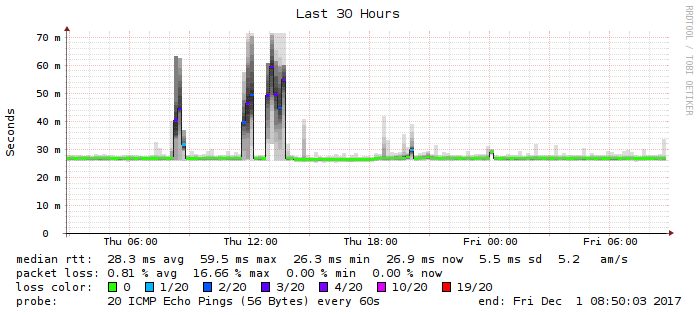 Last 30 Hours
RRDTOOL / TOBI OETIKER
Seconds
70 m
60 m
50 m
40 m
30 m
20 m
10 m
0
Thu 06:00 Thu 12:00 Thu 18:00 Fri 00:00 Fri 06:00
median rtt: 28.3 ms avg 59.5 ms max 26.3 ms min 26.9 ms now 5.5 ms sd 5.2 am/s
packet loss: 0.81 % avg 16.66 % max 0.00 % min 0.00 % now
loss color: 0 1/20 2/20 3/20 4/20 10/20 19/20
probe: 20 ICMP Echo Pings (56 Bytes) every 60s end: Fri Dec 1 08:50:03 2017